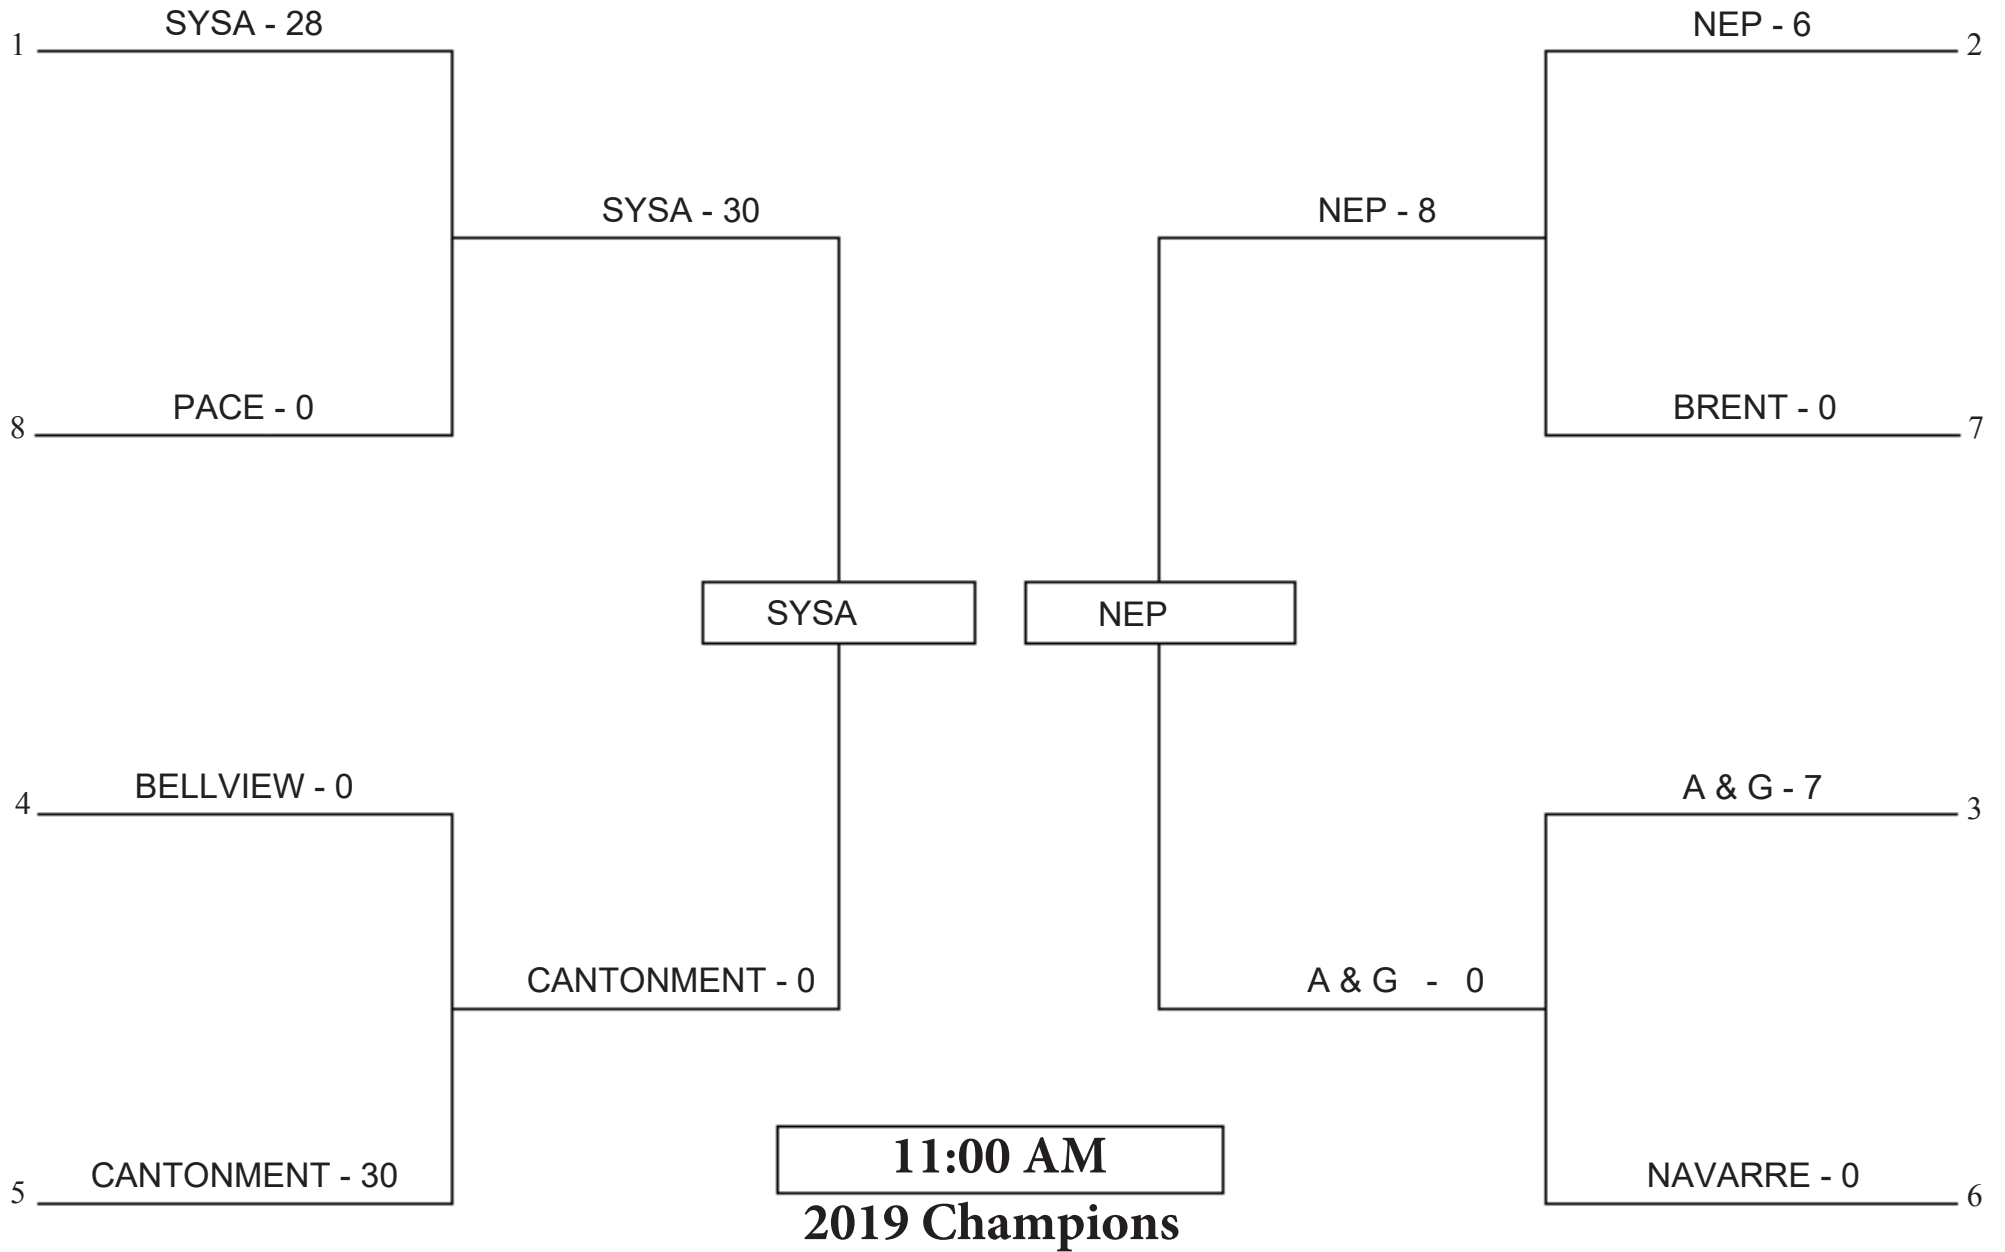 SYSA - 28
1
NEP - 6
2
SYSA - 30
NEP - 8
PACE - 0
8
BRENT - 0
7
SYSA
NEP
BELLVIEW - 0
4
A & G - 7
3
CANTONMENT - 0
A & G - 0
CANTONMENT - 30
5
NAVARRE - 0
6
11:00 AM
2019 Champions